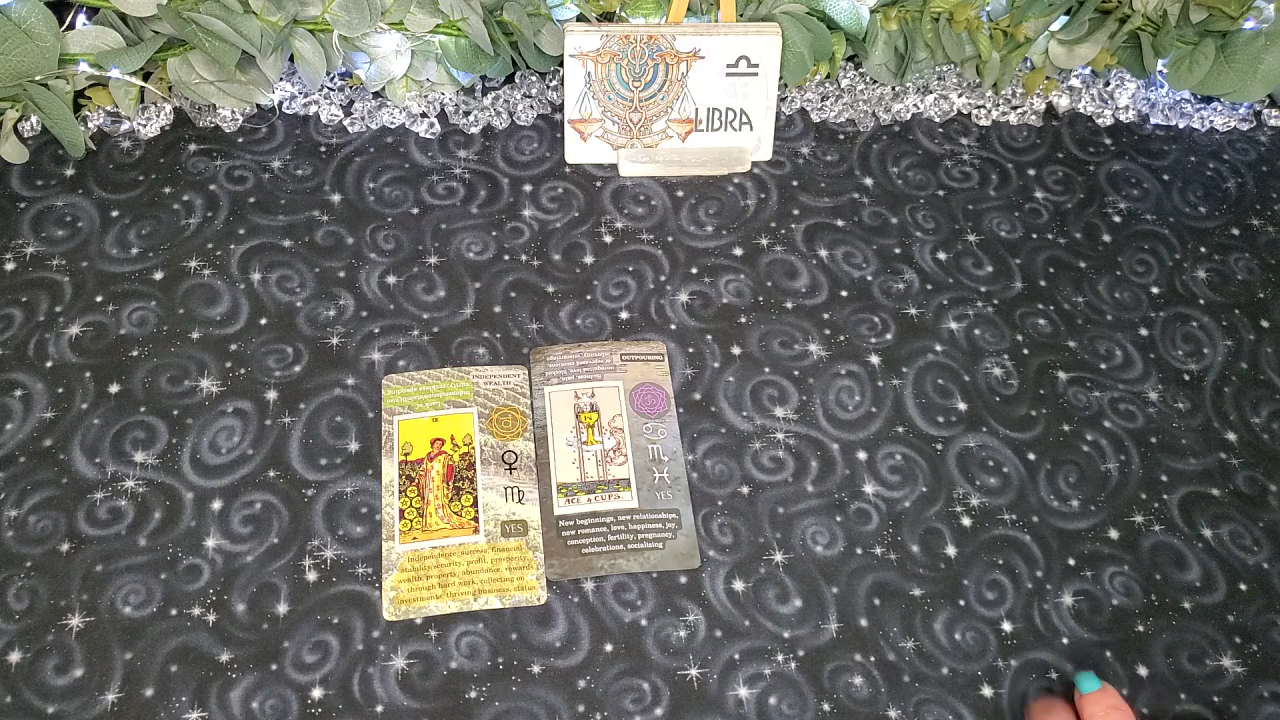 LIBRA
INDEPENDENT
WEALTH
IX
YES
Independence, success, financial
stability/security, profit, prosperity,
wealth, property, abundance, rewards
through hard work, collecting on
investments, thriving business, status
OUTPOURING
YES
ACE of CUPS.
New beginnings, new relationships,
new romance, love, happiness, joy,
conception, fertility, pregnancy,
celebrations, socialising